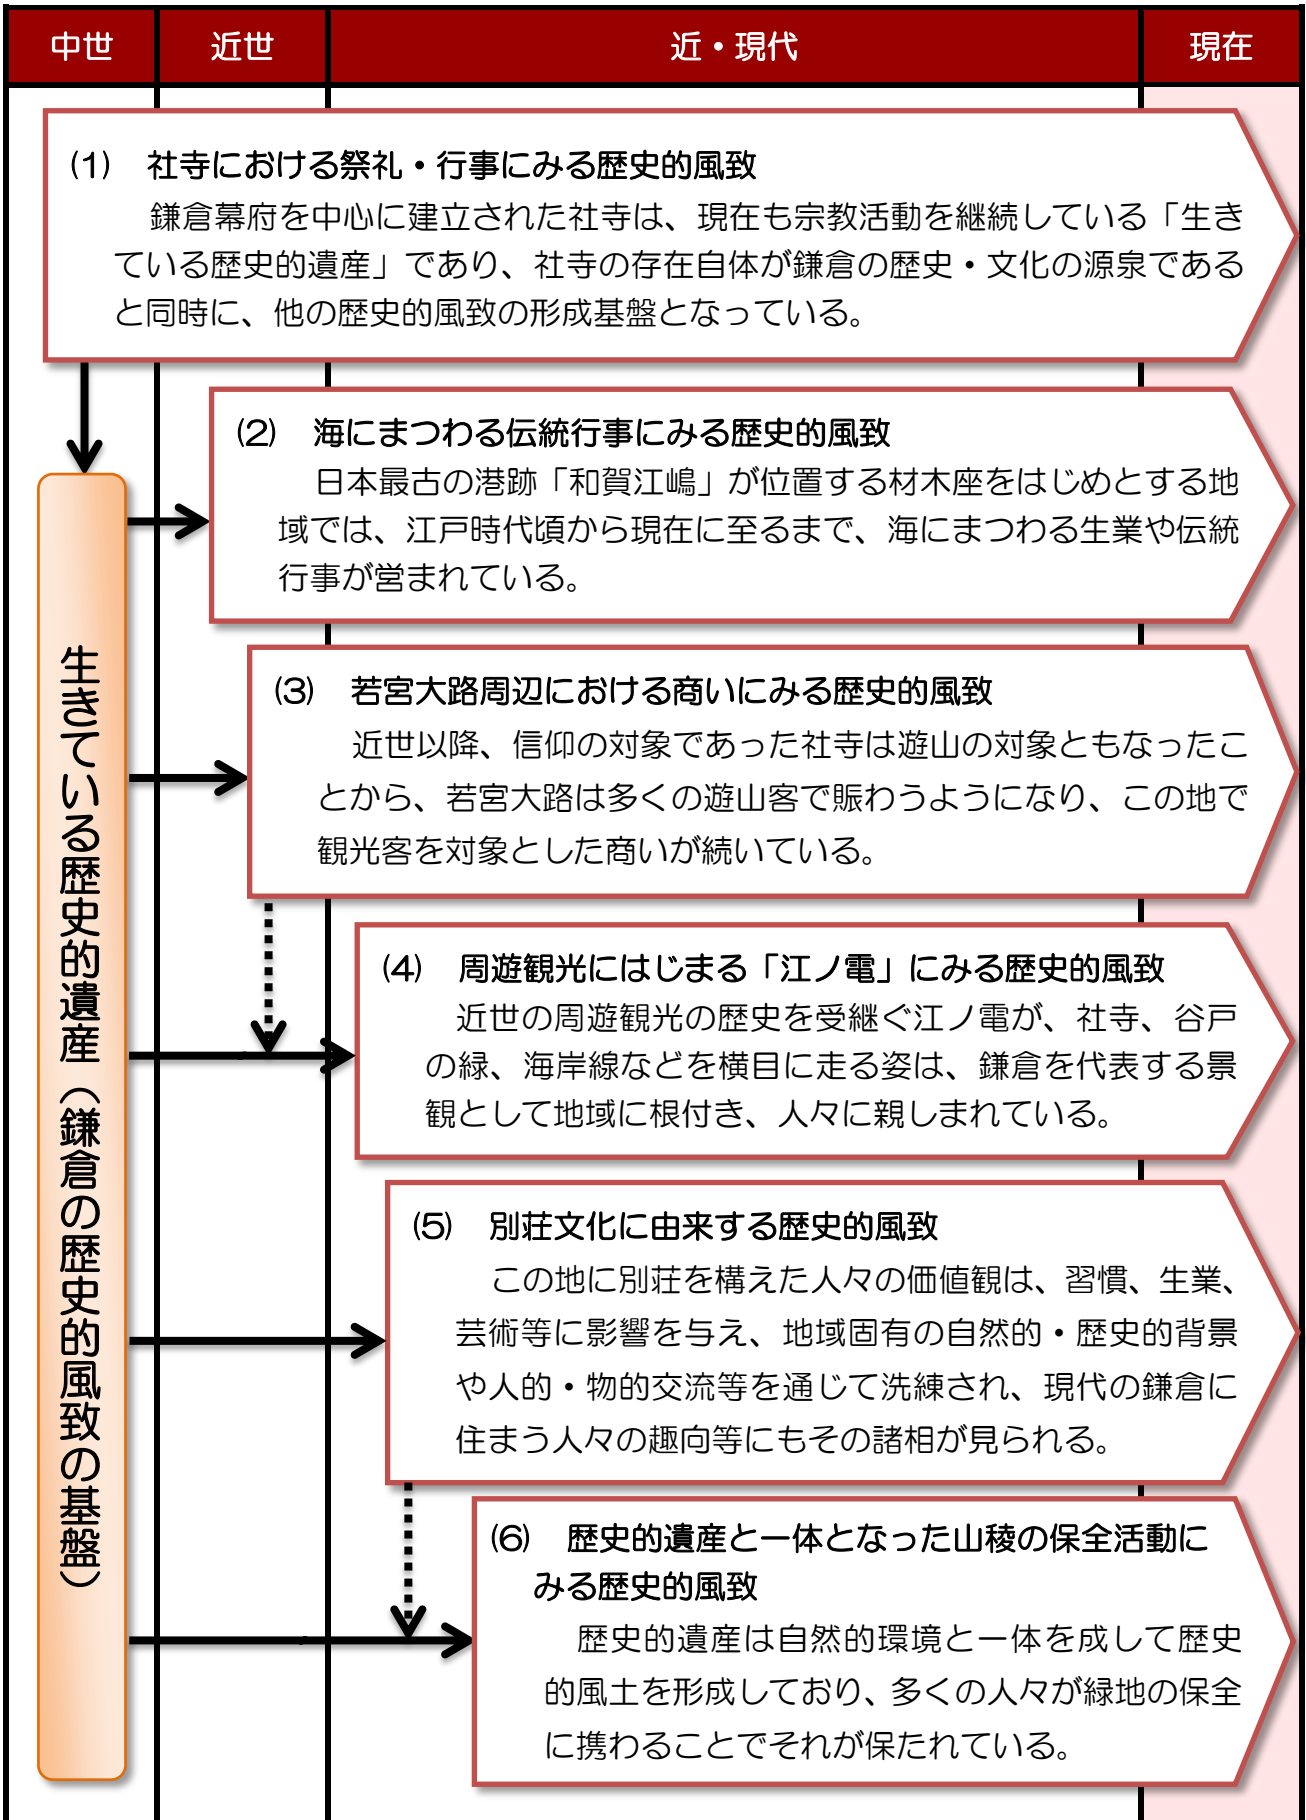 中世
近世
近・現代
現在
(1)　社寺における祭礼・行事にみる歴史的風致
鎌倉幕府を中心に建立された社寺は、現在も宗教活動を継続している「生き
ている歴史的遺産」であり、社寺の存在自体が鎌倉の歴史・文化の源泉である
と同時に、他の歴史的風致の形成基盤となっている。
(2)　海にまつわる伝統行事にみる歴史的風致
日本最古の港跡「和賀江嶋」が位置する材木座をはじめとする地
域では、江戸時代頃から現在に至るまで、海にまつわる生業や伝統
行事が営まれている。
(3)　若宮大路周辺における商いにみる歴史的風致
近世以降、信仰の対象であった社寺は遊山の対象ともなったこ
とから、若宮大路は多くの遊山客で賑わうようになり、この地で
観光客を対象とした商いが続いている。
(4)　周遊観光にはじまる「江ノ電」にみる歴史的風致
近世の周遊観光の歴史を受継ぐ江ノ電が、社寺、谷戸
の緑、海岸線などを横目に走る姿は、鎌倉を代表する景
観として地域に根付き、人々に親しまれている。
(5)　別荘文化に由来する歴史的風致
この地に別荘を構えた人々の価値観は、習慣、生業、
芸術等に影響を与え、地域固有の自然的・歴史的背景
や人的・物的交流等を通じて洗練され、現代の鎌倉に
住まう人々の趣向等にもその諸相が見られる。
(6)　歴史的遺産と一体となった山稜の保全活動に
みる歴史的風致
歴史的遺産は自然的環境と一体を成して歴史
的風土を形成しており、多くの人々が緑地の保全
に携わることでそれが保たれている。
生きている歴史的遺産（鎌倉の歴史的風致の基盤）